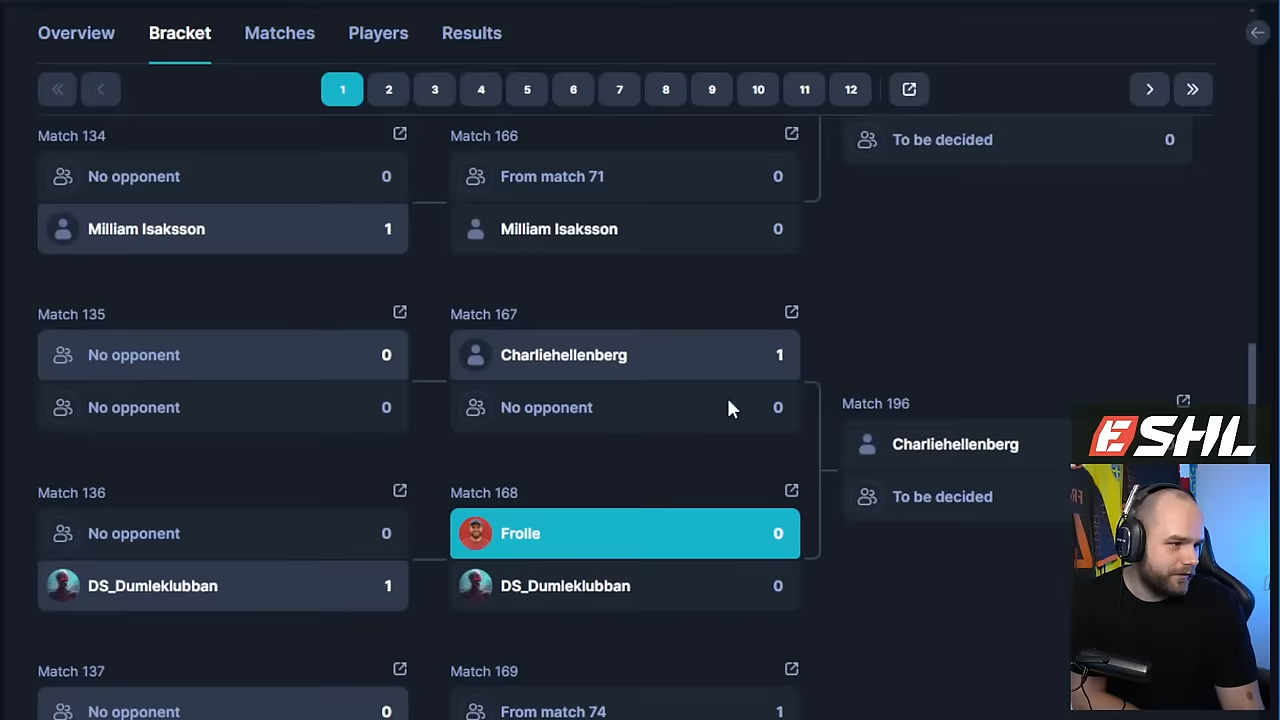 Overview Bracket Matches Players Results
1 2 3 4 5 6 7 8 9 10 11 12
Match 134
No opponent 0
Milliam Isaksson 1
Match 166
From match 71 0
Milliam Isaksson 0
To be decided 0
Match 135
No opponent 0
No opponent 0
Match 167
Charliehellenberg 1
No opponent 0
Match 196
Charliehellenberg
To be decided
ESHL
Match 136
No opponent 0
DS_Dumleklubban 1
Match 168
Frolle 0
DS_Dumleklubban 0
Match 137
No opponent 0
Match 169
From match 74 1